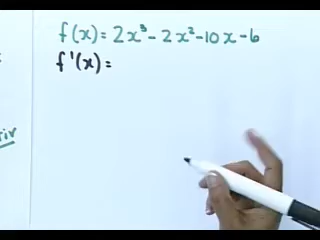 f(x) = 2x³ - 2x² - 10x - 6
f'(x) =